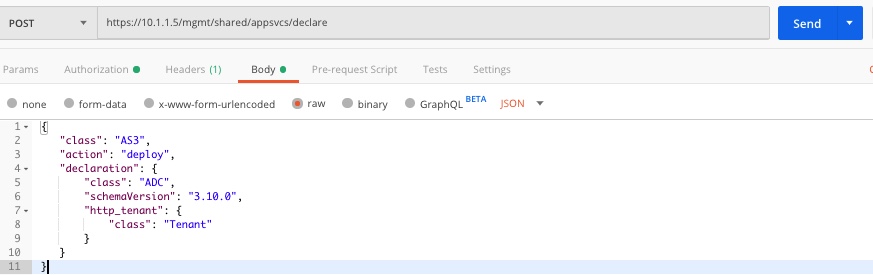 POST https://10.1.1.5/mgmt/shared/appsvcs/declare Send
Params Authorization Headers (1) Body Pre-request Script Tests Settings
none form-data x-www-form-urlencoded raw binary GraphQL BETA JSON
1 {
2 "class": "AS3",
3 "action": "deploy",
4 "declaration": {
5 "class": "ADC",
6 "schemaVersion": "3.10.0",
7 "http_tenant": {
8 "class": "Tenant"
9 }
10 }
11 }